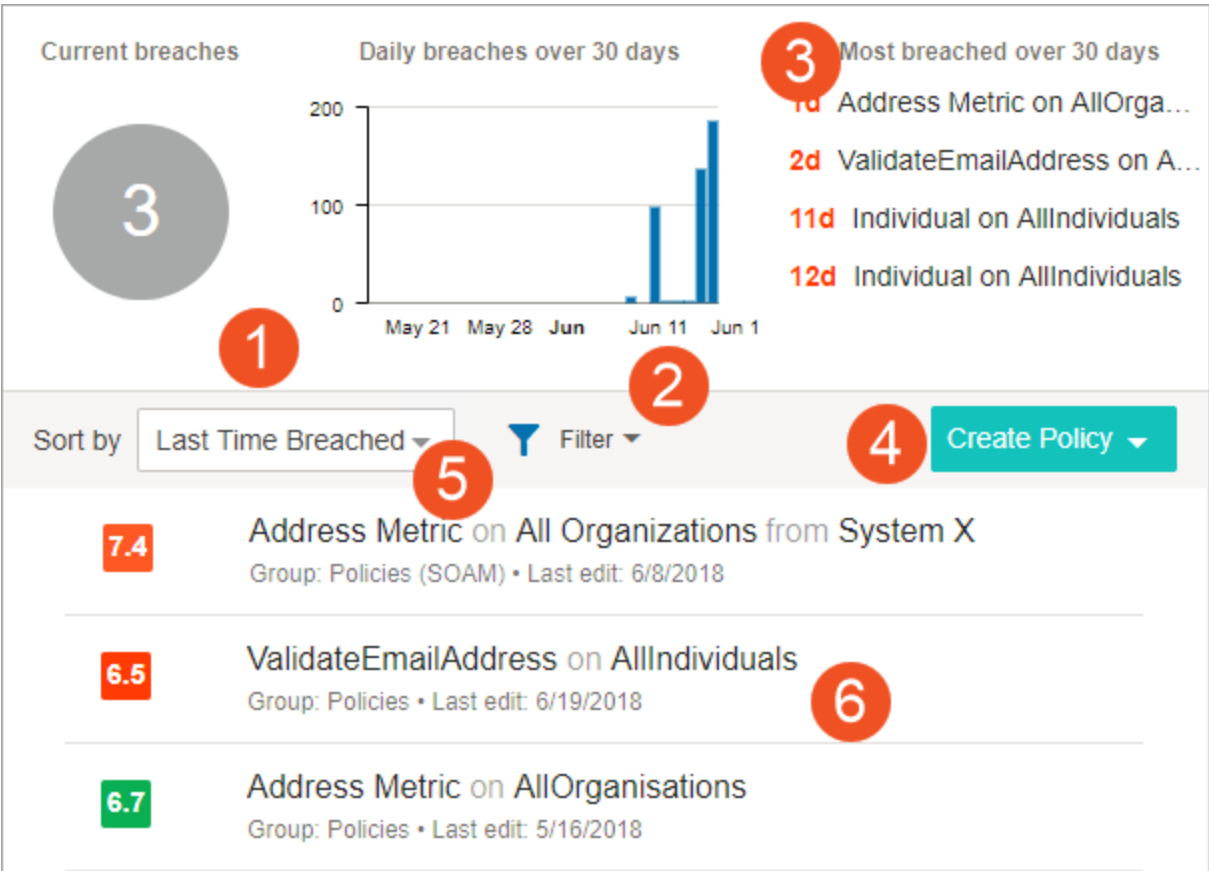 Current breaches
3
Daily breaches over 30 days
200
100
0
May 21 May 28 Jun Jun 11 Jun 1
3
Most breached over 30 days
1d Address Metric on AllOrga...
2d ValidateEmailAddress on A...
11d Individual on AllIndividuals
12d Individual on AllIndividuals
1
2
Sort by Last Time Breached Filter
4
Create Policy
5
7.4
Address Metric on All Organizations from System X
Group: Policies (SOAM) • Last edit: 6/8/2018
6.5
ValidateEmailAddress on AllIndividuals
Group: Policies • Last edit: 6/19/2018
6
6.7
Address Metric on AllOrganisations
Group: Policies • Last edit: 5/16/2018